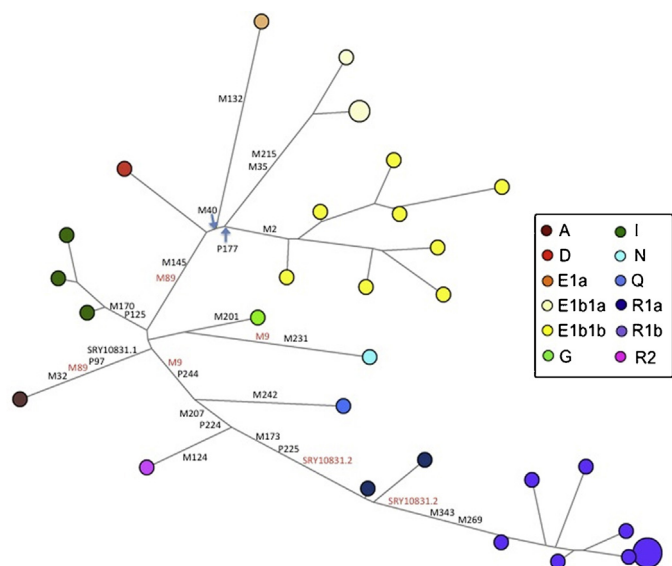 M132
M215
M35
M40
M2
P177
M145
M89
M170
P125
M201
M9
M231
SRY10831.1
P97
M89
M32
M9
P244
M242
M207
P224
M173
P225
M124
SRY10831.2
SRY10831.2
M343
M269
A
D
E1a
E1b1a
E1b1b
G
I
N
Q
R1a
R1b
R2